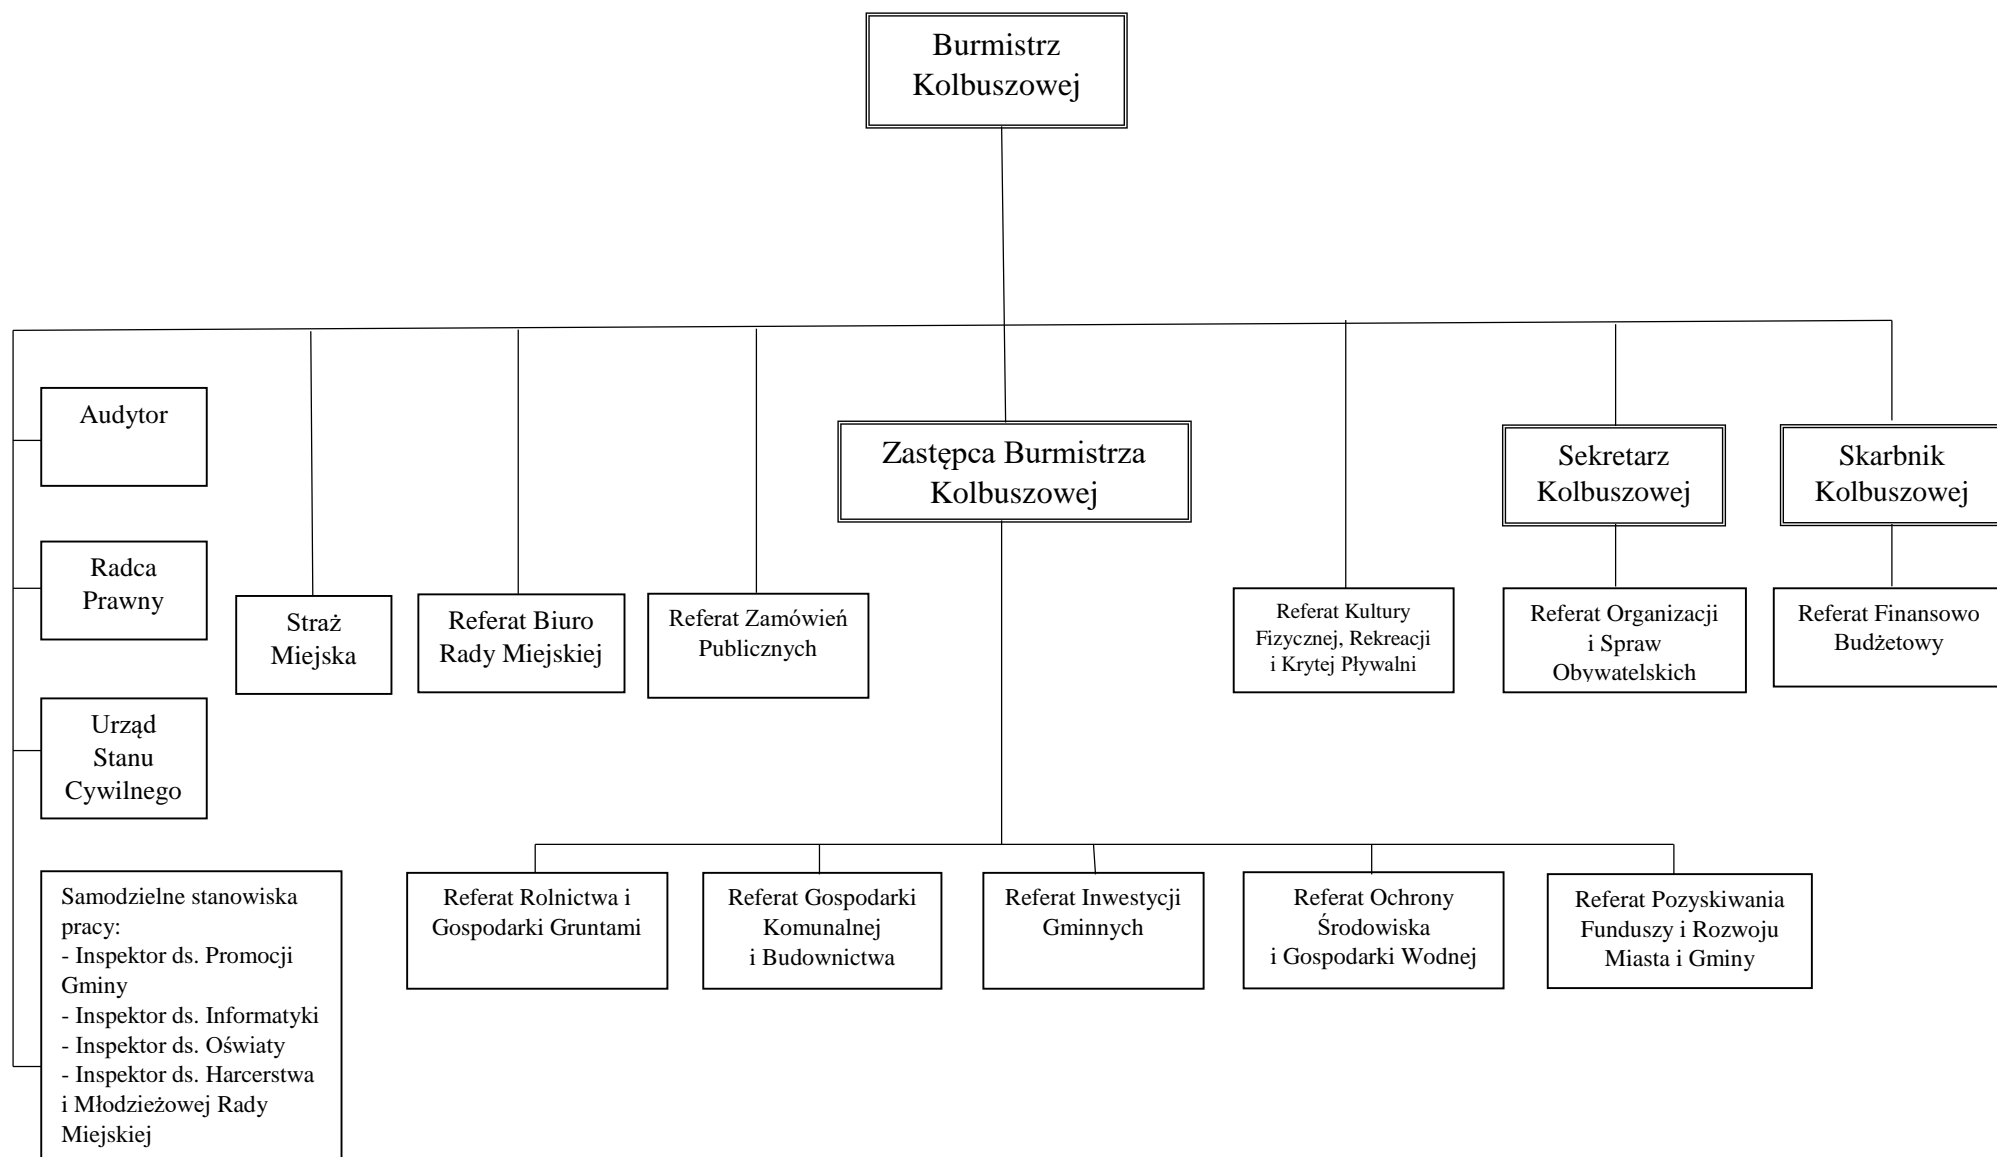 Burmistrz
Kolbuszowej
Audytor
Zastępca Burmistrza
Kolbuszowej
Sekretarz
Kolbuszowej
Skarbnik
Kolbuszowej
Radca
Prawny
Straż
Miejska
Referat Biuro
Rady Miejskiej
Referat Zamówień
Publicznych
Referat Kultury
Fizycznej, Rekreacji
i Krytej Pływalni
Referat Organizacji
i Spraw
Obywatelskich
Referat Finansowo
Budżetowy
Urząd
Stanu
Cywilnego
Samodzielne stanowiska
pracy:
- Inspektor ds. Promocji
Gminy
- Inspektor ds. Informatyki
- Inspektor ds. Oświaty
- Inspektor ds. Harcerstwa
i Młodzieżowej Rady
Miejskiej
Referat Rolnictwa i
Gospodarki Gruntami
Referat Gospodarki
Komunalnej
i Budownictwa
Referat Inwestycji
Gminnych
Referat Ochrony
Środowiska
i Gospodarki Wodnej
Referat Pozyskiwania
Funduszy i Rozwoju
Miasta i Gminy